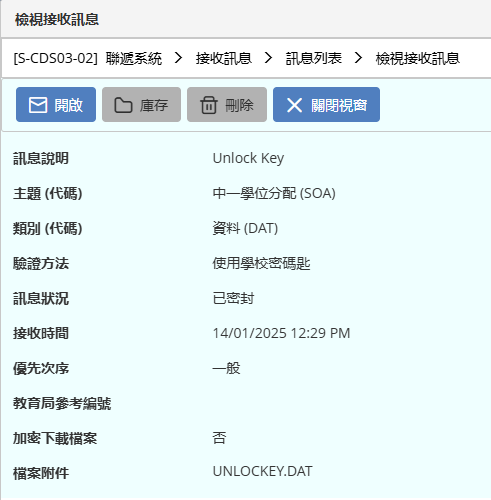 檢視接收訊息
[S-CDS03-02] 聯遞系統 > 接收訊息 > 訊息列表 > 檢視接收訊息
開啟 庫存 刪除 關閉視窗
訊息說明 Unlock Key
主題 (代碼) 中一學位分配 (SOA)
類別 (代碼) 資料 (DAT)
驗證方法 使用學校密碼匙
訊息狀況 已密封
接收時間 14/01/2025 12:29 PM
優先次序 一般
教育局參考編號
加密下載檔案 否
檔案附件 UNLOCKEY.DAT